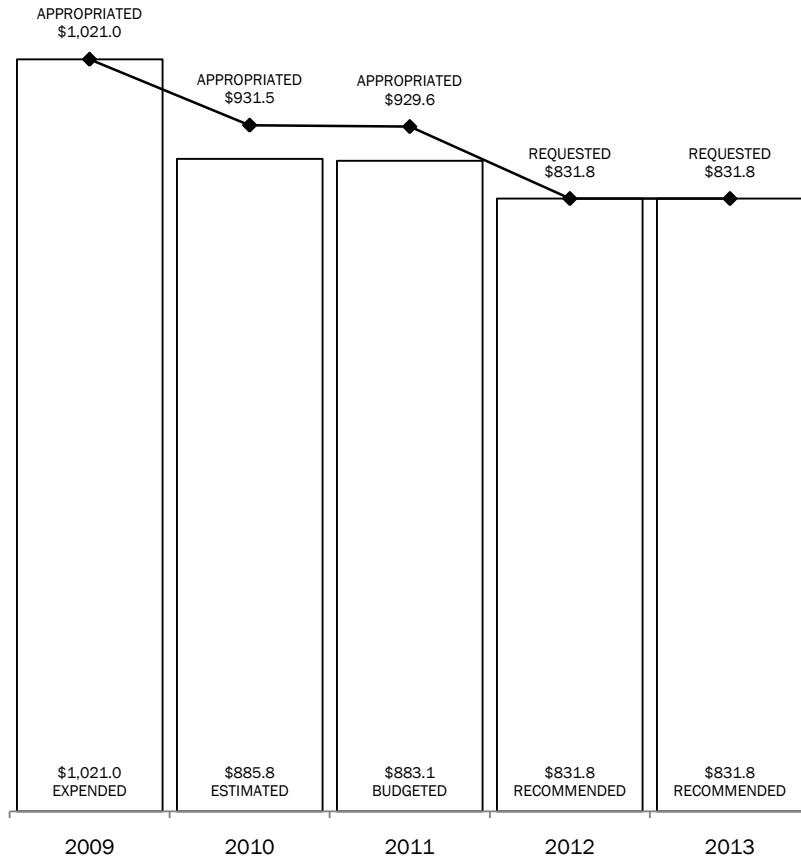 APPROPRIATED
$1,021.0
APPROPRIATED
$931.5
APPROPRIATED
$929.6
REQUESTED
$831.8
REQUESTED
$831.8
$1,021.0
EXPENDED
$885.8
ESTIMATED
$883.1
BUDGETED
$831.8
RECOMMENDED
$831.8
RECOMMENDED
2009
2010
2011
2012
2013